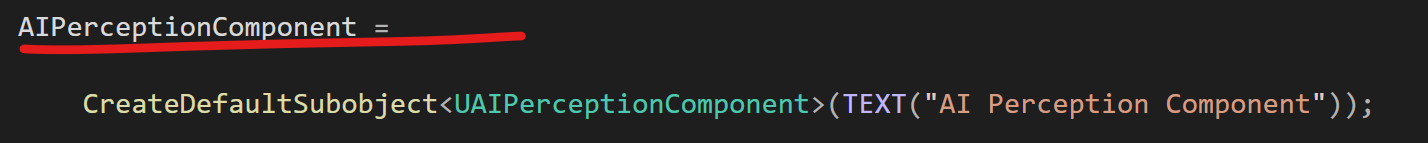 AIPerceptionComponent =
CreateDefaultSubobject<UAIPerceptionComponent>(TEXT("AI Perception Component"));